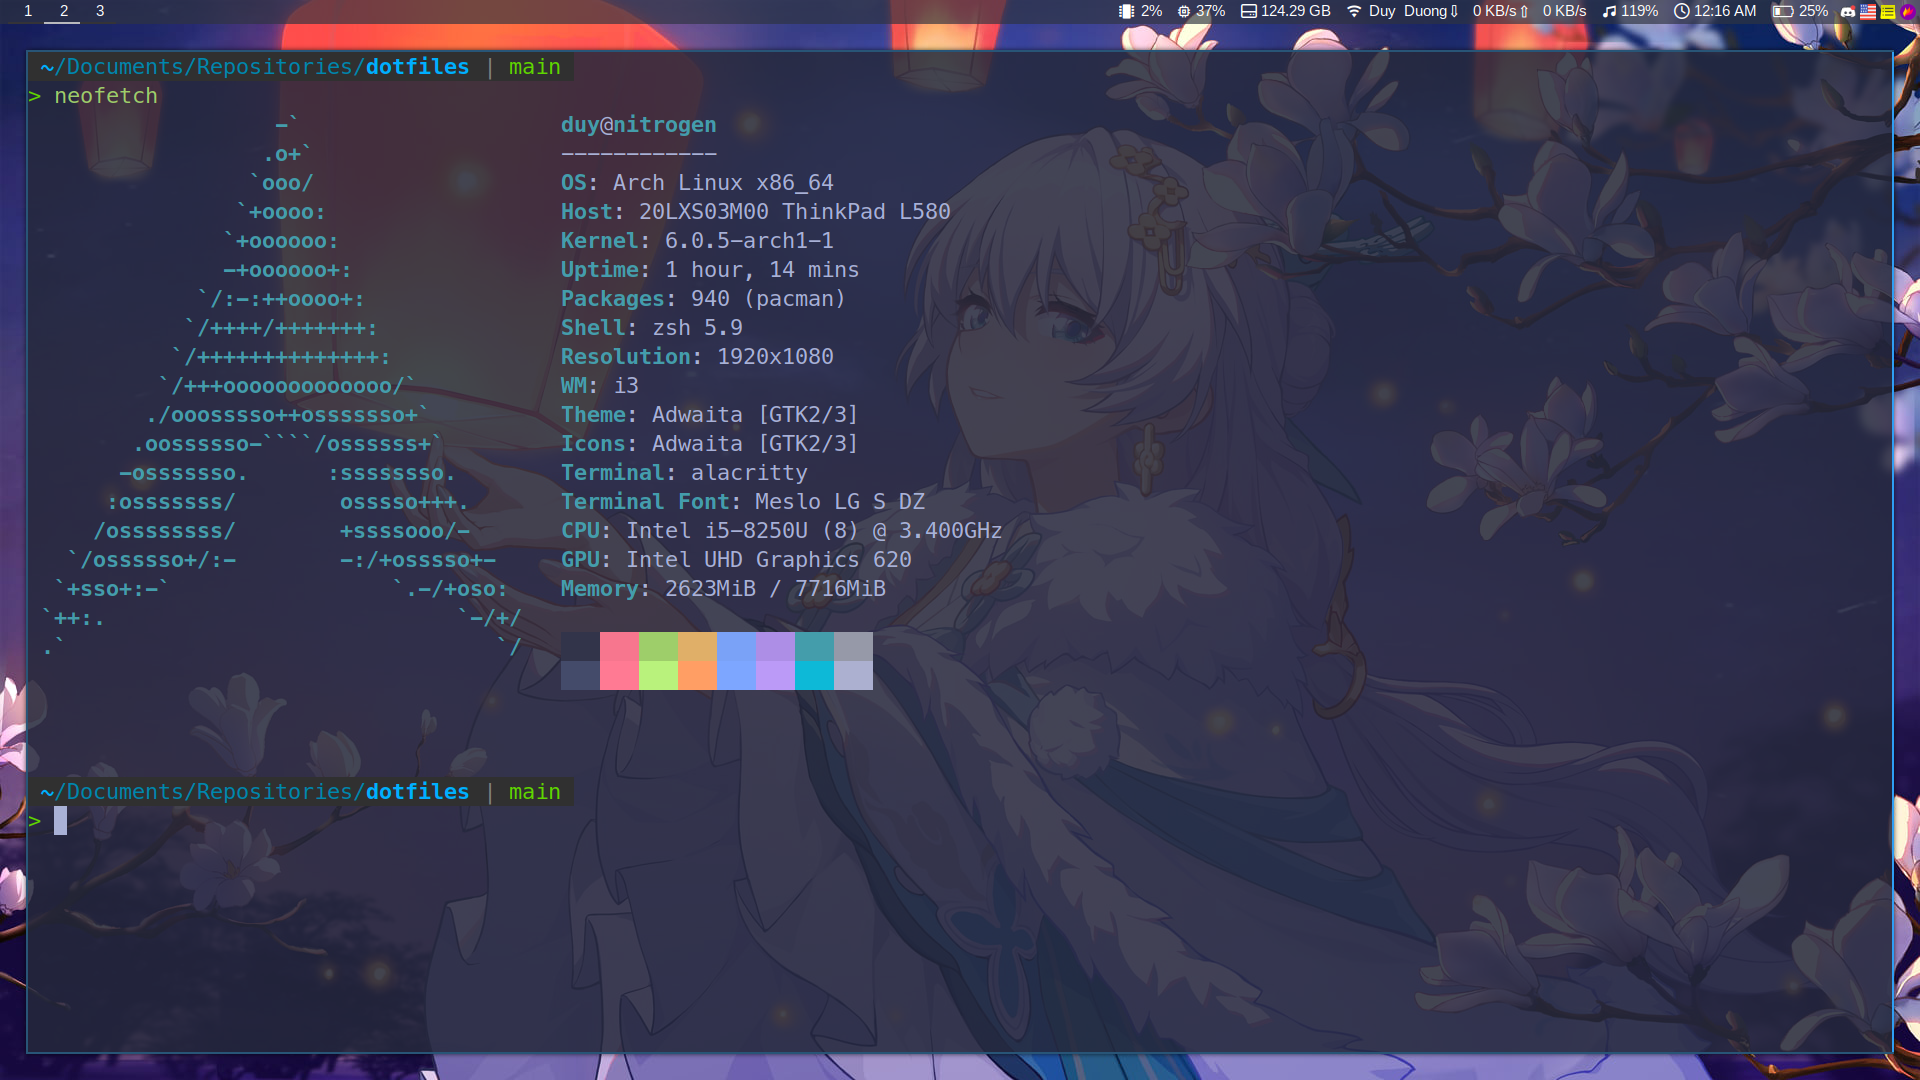 1 2 3 2% 37% 124.29 GB Duy Duong⇩ 0 KB/s⇧ 0 KB/s 119% 12:16 AM 25%
~/Documents/Repositories/dotfiles | main
> neofetch
-` duy@nitrogen
.o+` ------------
`ooo/ OS: Arch Linux x86_64
`+oooo: Host: 20LXS03M00 ThinkPad L580
`+oooooo: Kernel: 6.0.5-arch1-1
-+oooooo+: Uptime: 1 hour, 14 mins
`/:-:++oooo+: Packages: 940 (pacman)
`/++++/+++++++: Shell: zsh 5.9
`/++++++++++++++: Resolution: 1920x1080
`/+++ooooooooooooo/` WM: i3
./ooosssso++osssssso+` Theme: Adwaita [GTK2/3]
.oossssso-````/ossssss+` Icons: Adwaita [GTK2/3]
-osssssso. :ssssssso. Terminal: alacritty
:osssssss/ osssso+++. Terminal Font: Meslo LG S DZ
/ossssssss/ +ssssooo/- CPU: Intel i5-8250U (8) @ 3.400GHz
`/ossssso+/:- -:/+osssso+- GPU: Intel UHD Graphics 620
`+sso+:-` `.-/+oso: Memory: 2623MiB / 7716MiB
`++:. `-/+/
.` `/
~/Documents/Repositories/dotfiles | main
>